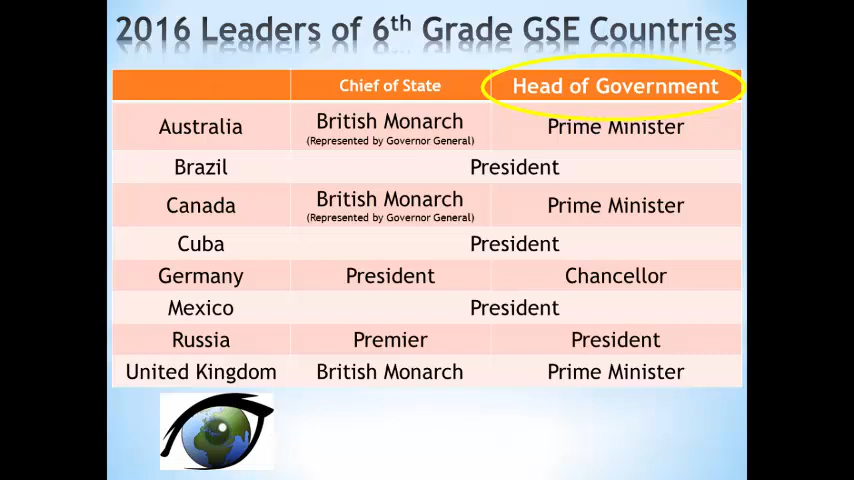 2016 Leaders of 6th Grade GSE Countries
Chief of State Head of Government
Australia British Monarch Prime Minister
(Represented by Governor General)
Brazil President
Canada British Monarch Prime Minister
(Represented by Governor General)
Cuba President
Germany President Chancellor
Mexico President
Russia Premier President
United Kingdom British Monarch Prime Minister